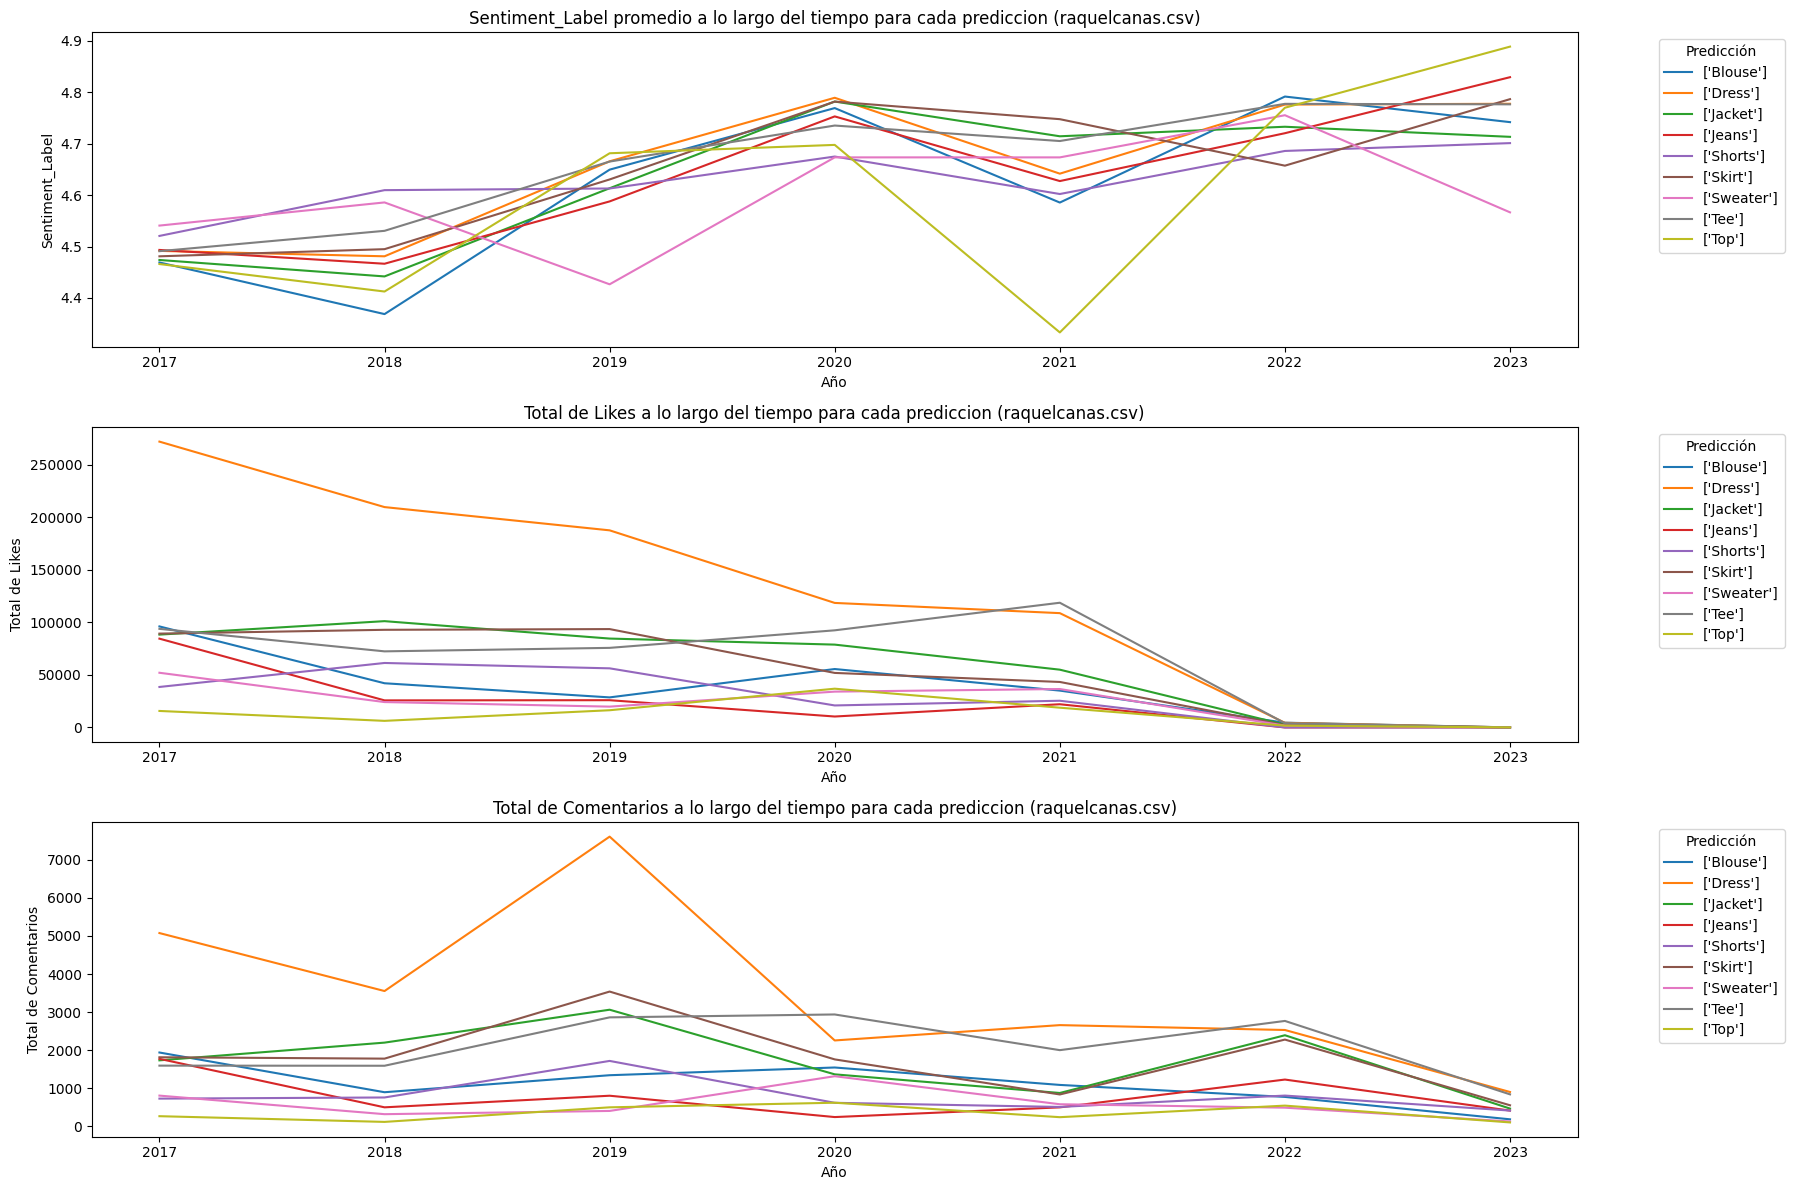 Sentiment_Label promedio a lo largo del tiempo para cada prediccion (raquelcanas.csv)
4.9
4.8
4.7
4.6
4.5
4.4
Sentiment_Label
2017 2018 2019 2020 2021 2022 2023
Año
Predicción
['Blouse']
['Dress']
['Jacket']
['Jeans']
['Shorts']
['Skirt']
['Sweater']
['Tee']
['Top']
Total de Likes a lo largo del tiempo para cada prediccion (raquelcanas.csv)
250000
200000
150000
100000
50000
0
Total de Likes
2017 2018 2019 2020 2021 2022 2023
Año
Predicción
['Blouse']
['Dress']
['Jacket']
['Jeans']
['Shorts']
['Skirt']
['Sweater']
['Tee']
['Top']
Total de Comentarios a lo largo del tiempo para cada prediccion (raquelcanas.csv)
7000
6000
5000
4000
3000
2000
1000
0
Total de Comentarios
2017 2018 2019 2020 2021 2022 2023
Año
Predicción
['Blouse']
['Dress']
['Jacket']
['Jeans']
['Shorts']
['Skirt']
['Sweater']
['Tee']
['Top']